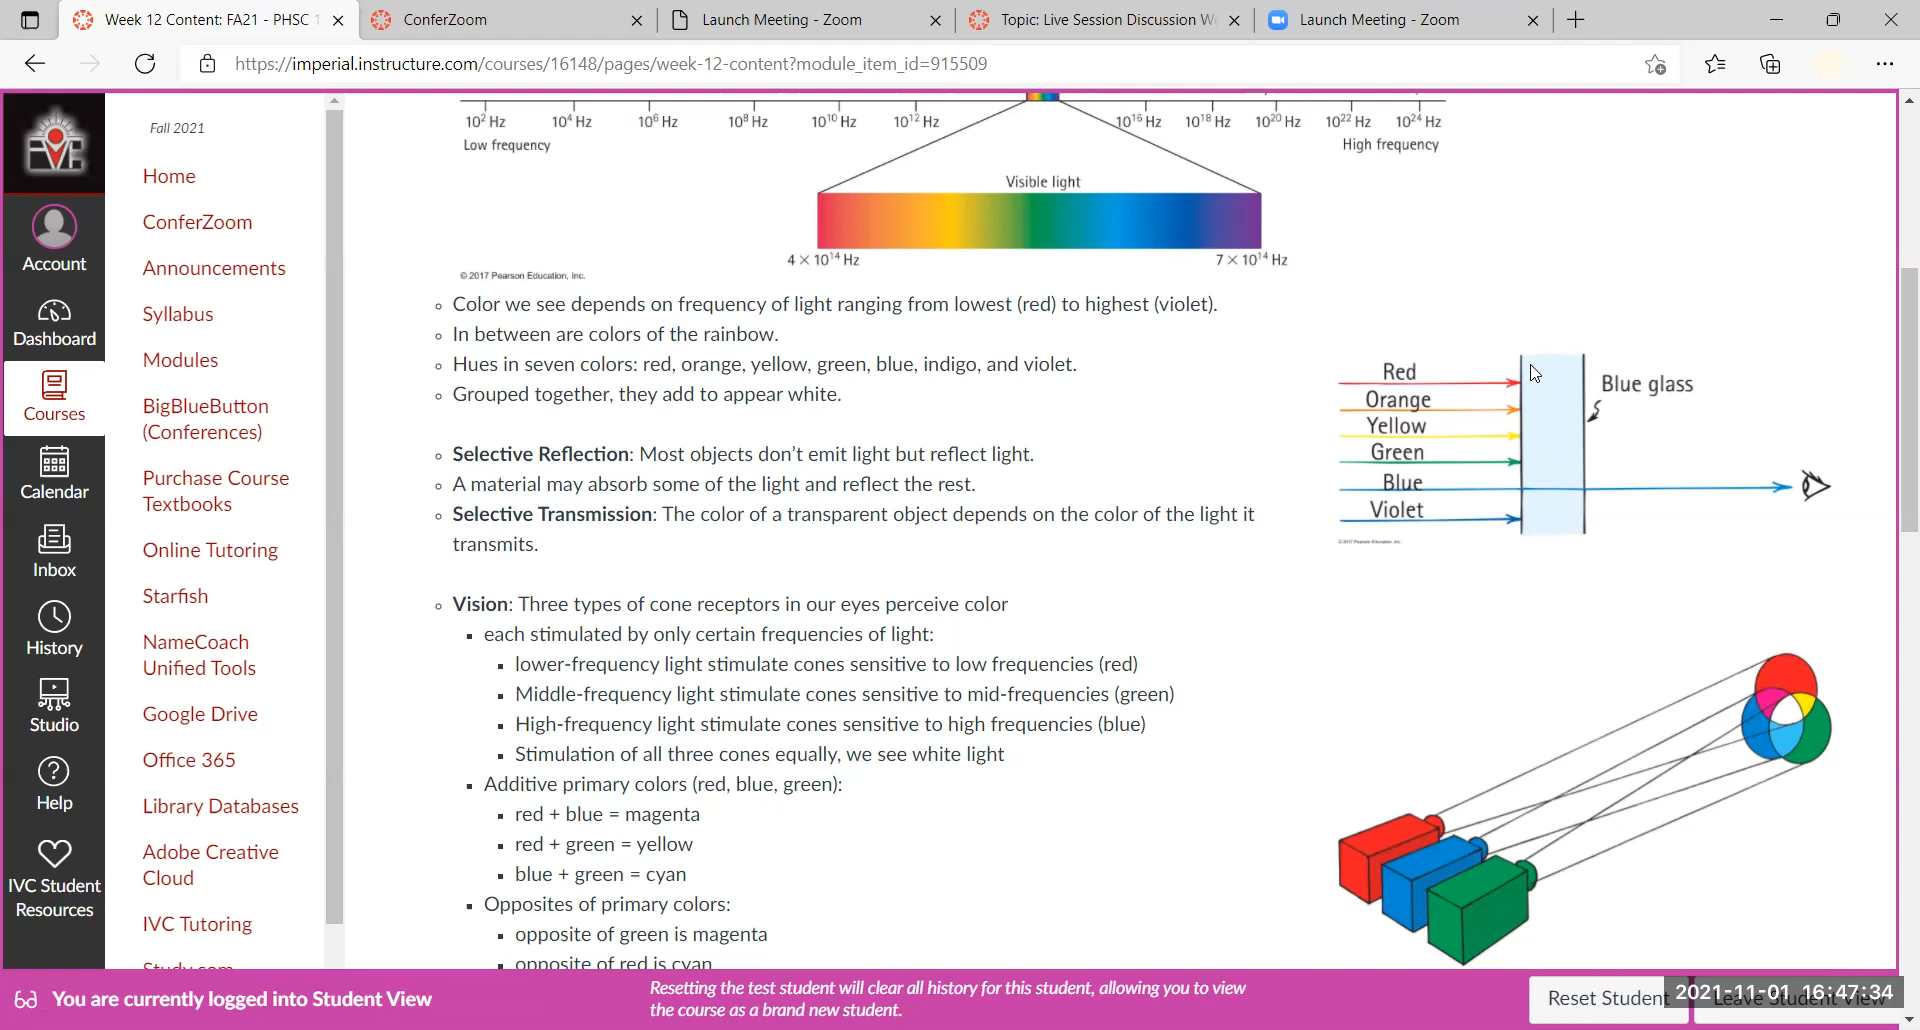 Week 12 Content: FA21 - PHSC 1
ConferZoom
Launch Meeting - Zoom
Topic: Live Session Discussion We
Launch Meeting - Zoom
https://imperial.instructure.com/courses/16148/pages/week-12-content?module_item_id=915509
Account
Dashboard
Courses
Calendar
Inbox
History
Studio
Help
IVC Student
Resources
Fall 2021
Home
ConferZoom
Announcements
Syllabus
Modules
BigBlueButton
(Conferences)
Purchase Course
Textbooks
Online Tutoring
Starfish
NameCoach
Unified Tools
Google Drive
Office 365
Library Databases
Adobe Creative
Cloud
IVC Tutoring
Study.com
10² Hz 10⁴ Hz 10⁶ Hz 10⁸ Hz 10¹⁰ Hz 10¹² Hz 10¹⁶ Hz 10¹⁸ Hz 10²⁰ Hz 10²² Hz 10²⁴ Hz
Low frequency High frequency
Visible light
4 × 10¹⁴ Hz 7 × 10¹⁴ Hz
© 2017 Pearson Education, Inc.
Color we see depends on frequency of light ranging from lowest (red) to highest (violet).
In between are colors of the rainbow.
Hues in seven colors: red, orange, yellow, green, blue, indigo, and violet.
Grouped together, they add to appear white.
Selective Reflection: Most objects don't emit light but reflect light.
A material may absorb some of the light and reflect the rest.
Selective Transmission: The color of a transparent object depends on the color of the light it
transmits.
Red
Orange
Yellow
Green
Blue
Violet
Blue glass
© 2017 Pearson Education, Inc.
Vision: Three types of cone receptors in our eyes perceive color
each stimulated by only certain frequencies of light:
lower-frequency light stimulate cones sensitive to low frequencies (red)
Middle-frequency light stimulate cones sensitive to mid-frequencies (green)
High-frequency light stimulate cones sensitive to high frequencies (blue)
Stimulation of all three cones equally, we see white light
Additive primary colors (red, blue, green):
red + blue = magenta
red + green = yellow
blue + green = cyan
Opposites of primary colors:
opposite of green is magenta
opposite of red is cyan
You are currently logged into Student View
Resetting the test student will clear all history for this student, allowing you to view
the course as a brand new student.
Reset Student
Leave Student View
2021-11-01 16:47:34